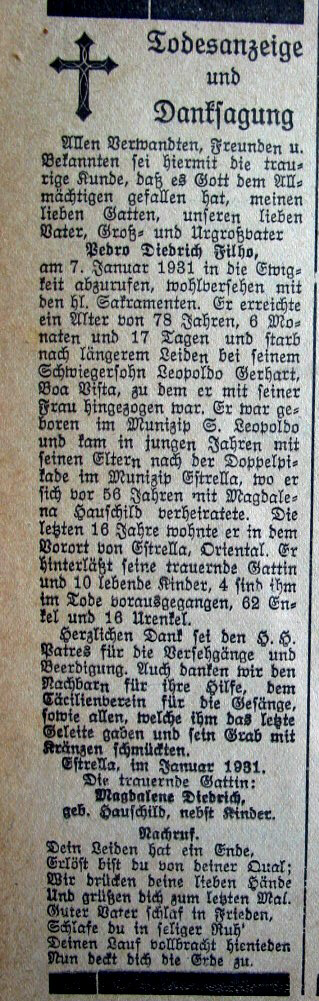 Todesanzeige
und
Danksagung
Allen Verwandten, Freunden u.
Bekannten sei hiermit die trau-
rige Kunde, daß es Gott dem All-
mächtigen gefallen hat, meinen
lieben Gatten, unseren lieben
Vater, Groß- und Urgroßvater
Pedro Diedrich Filho,
am 7. Januar 1931 in die Ewig-
keit abzurufen, wohlversehen mit
den hl. Sakramenten. Er erreichte
ein Alter von 78 Jahren, 6 Mo-
naten und 17 Tagen und starb
nach längerem Leiden bei seinem
Schwiegersohn Leopoldo Gerhart,
Boa Vista, zu dem er mit seiner
Frau hingezogen war. Er war ge-
boren im Munizip S. Leopoldo
und kam in jungen Jahren mit
seinen Eltern nach der Doppelpi-
kade im Munizip Estrella, wo er
sich vor 56 Jahren mit Magdale-
na Hauschild verheiratete. Die
letzten 16 Jahre wohnte er in dem
Vorort von Estrella, Oriental. Er
hinterläßt seine trauernde Gattin
und 10 lebende Kinder, 4 sind ihm
im Tode vorausgegangen, 62 En-
kel und 16 Urenkel.
Herzlichen Dank sei den H. H.
Patres für die Versehgänge und
Beerdigung. Auch danken wir den
Nachbarn für ihre Hilfe, dem
Cäcilienverein für die Gesänge,
sowie allen, welche ihm das letzte
Geleite gaben und sein Grab mit
Kränzen schmückten.
Estrella, im Januar 1931.
Die trauernde Gattin:
Magdalene Diedrich,
geb. Hauschild, nebst Kinder.
Nachruf.
Dein Leiden hat ein Ende,
Erlöst bist du von deiner Qual;
Wir drücken deine lieben Hände
Und grüßen dich zum letzten Mal.
Guter Vater schlaf in Frieden,
Schlafe du in seliger Ruh'
Deinen Lauf vollbracht hienieden
Nun deckt dich die Erde zu.